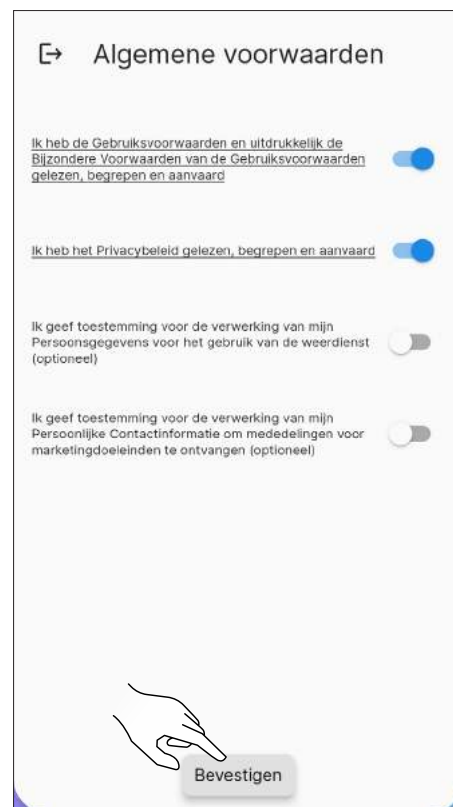 Algemene voorwaarden
Ik heb de Gebruiksvoorwaarden en uitdrukkelijk de
Bijzondere Voorwaarden van de Gebruiksvoorwaarden
gelezen, begrepen en aanvaard
Ik heb het Privacybeleid gelezen, begrepen en aanvaard
Ik geef toestemming voor de verwerking van mijn
Persoonsgegevens voor het gebruik van de weerdienst
(optioneel)
Ik geef toestemming voor de verwerking van mijn
Persoonlijke Contactinformatie om mededelingen voor
marketingdoeleinden te ontvangen (optioneel)
Bevestigen